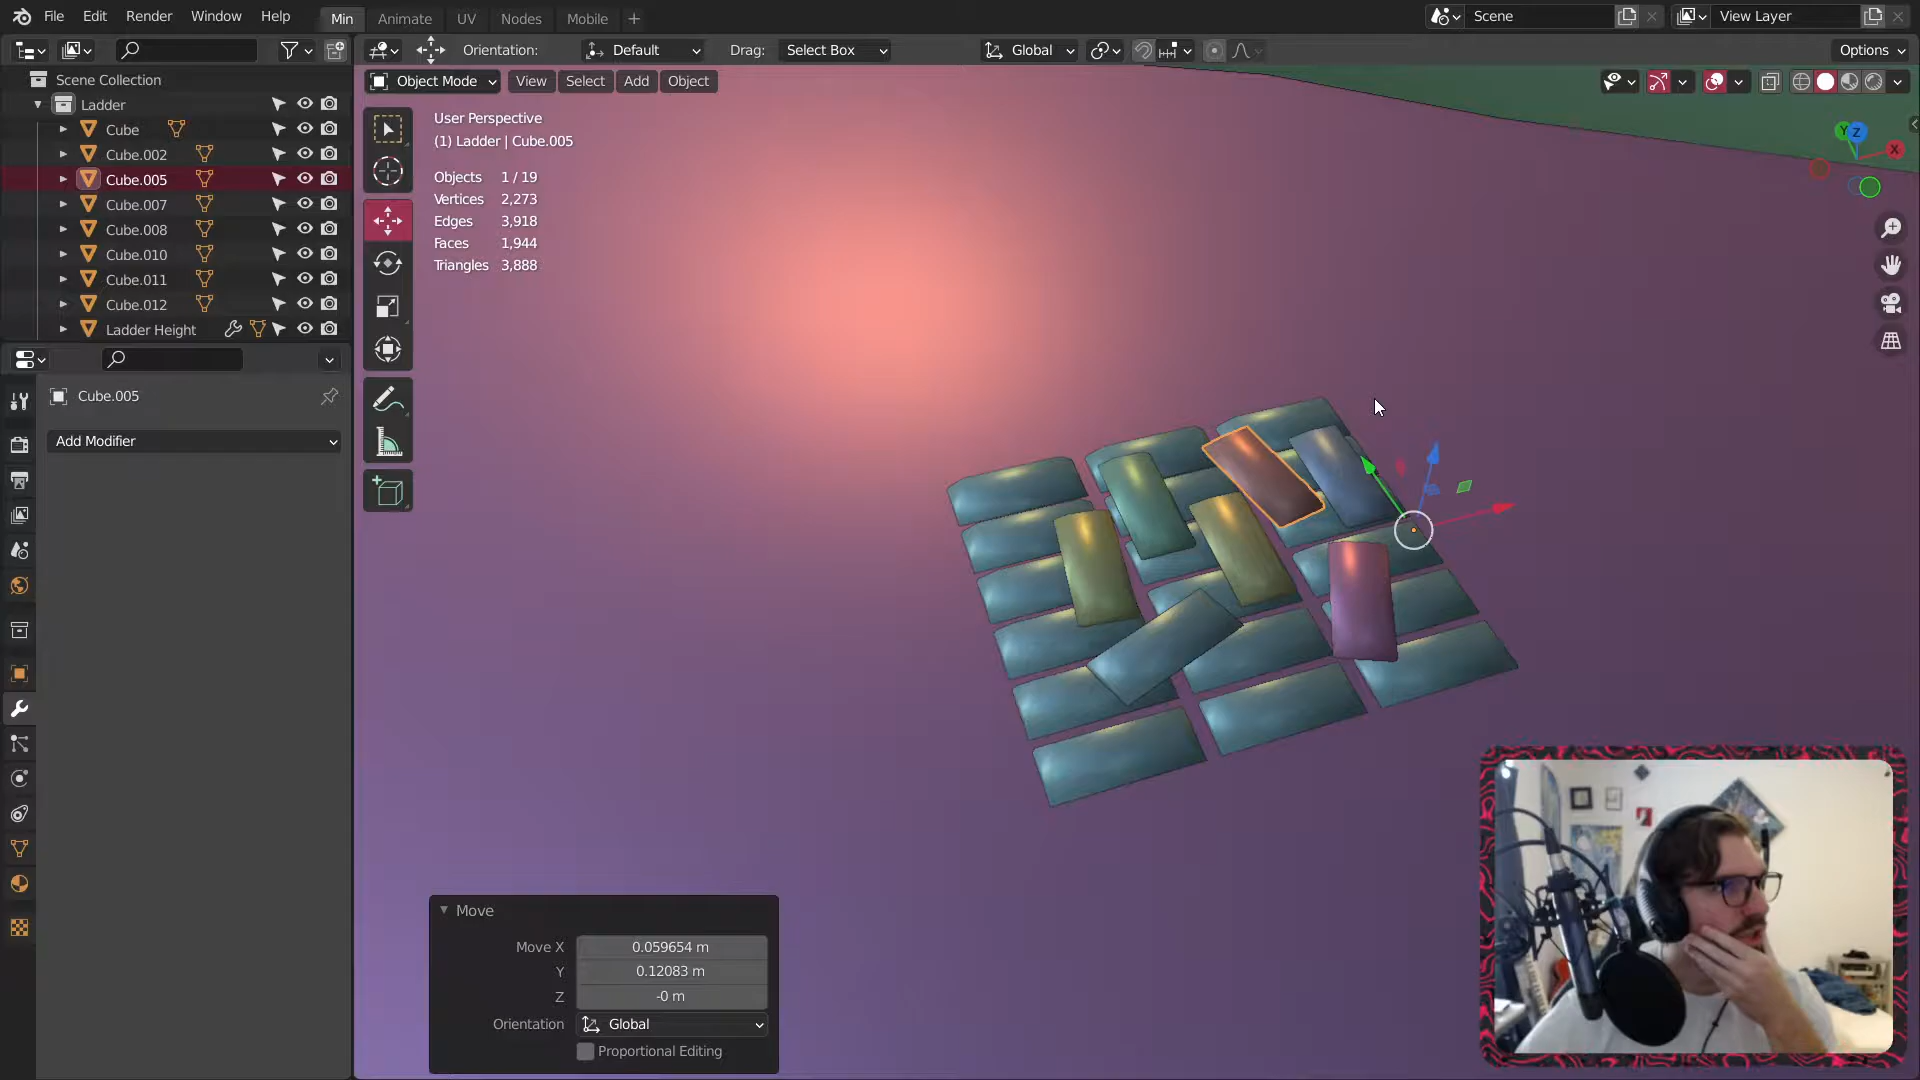 File Edit Render Window Help Min Animate UV Nodes Mobile Scene View Layer
Orientation: Default Drag: Select Box Global Options
Object Mode View Select Add Object
Scene Collection
Ladder
Cube
Cube.002
Cube.005
Cube.007
Cube.008
Cube.010
Cube.011
Cube.012
Ladder Height
User Perspective
(1) Ladder | Cube.005
Objects 1 / 19
Vertices 2,273
Edges 3,918
Faces 1,944
Triangles 3,888
Y Z X
Cube.005
Add Modifier
Move
Move X 0.059654 m
Y 0.12083 m
Z -0 m
Orientation Global
Proportional Editing